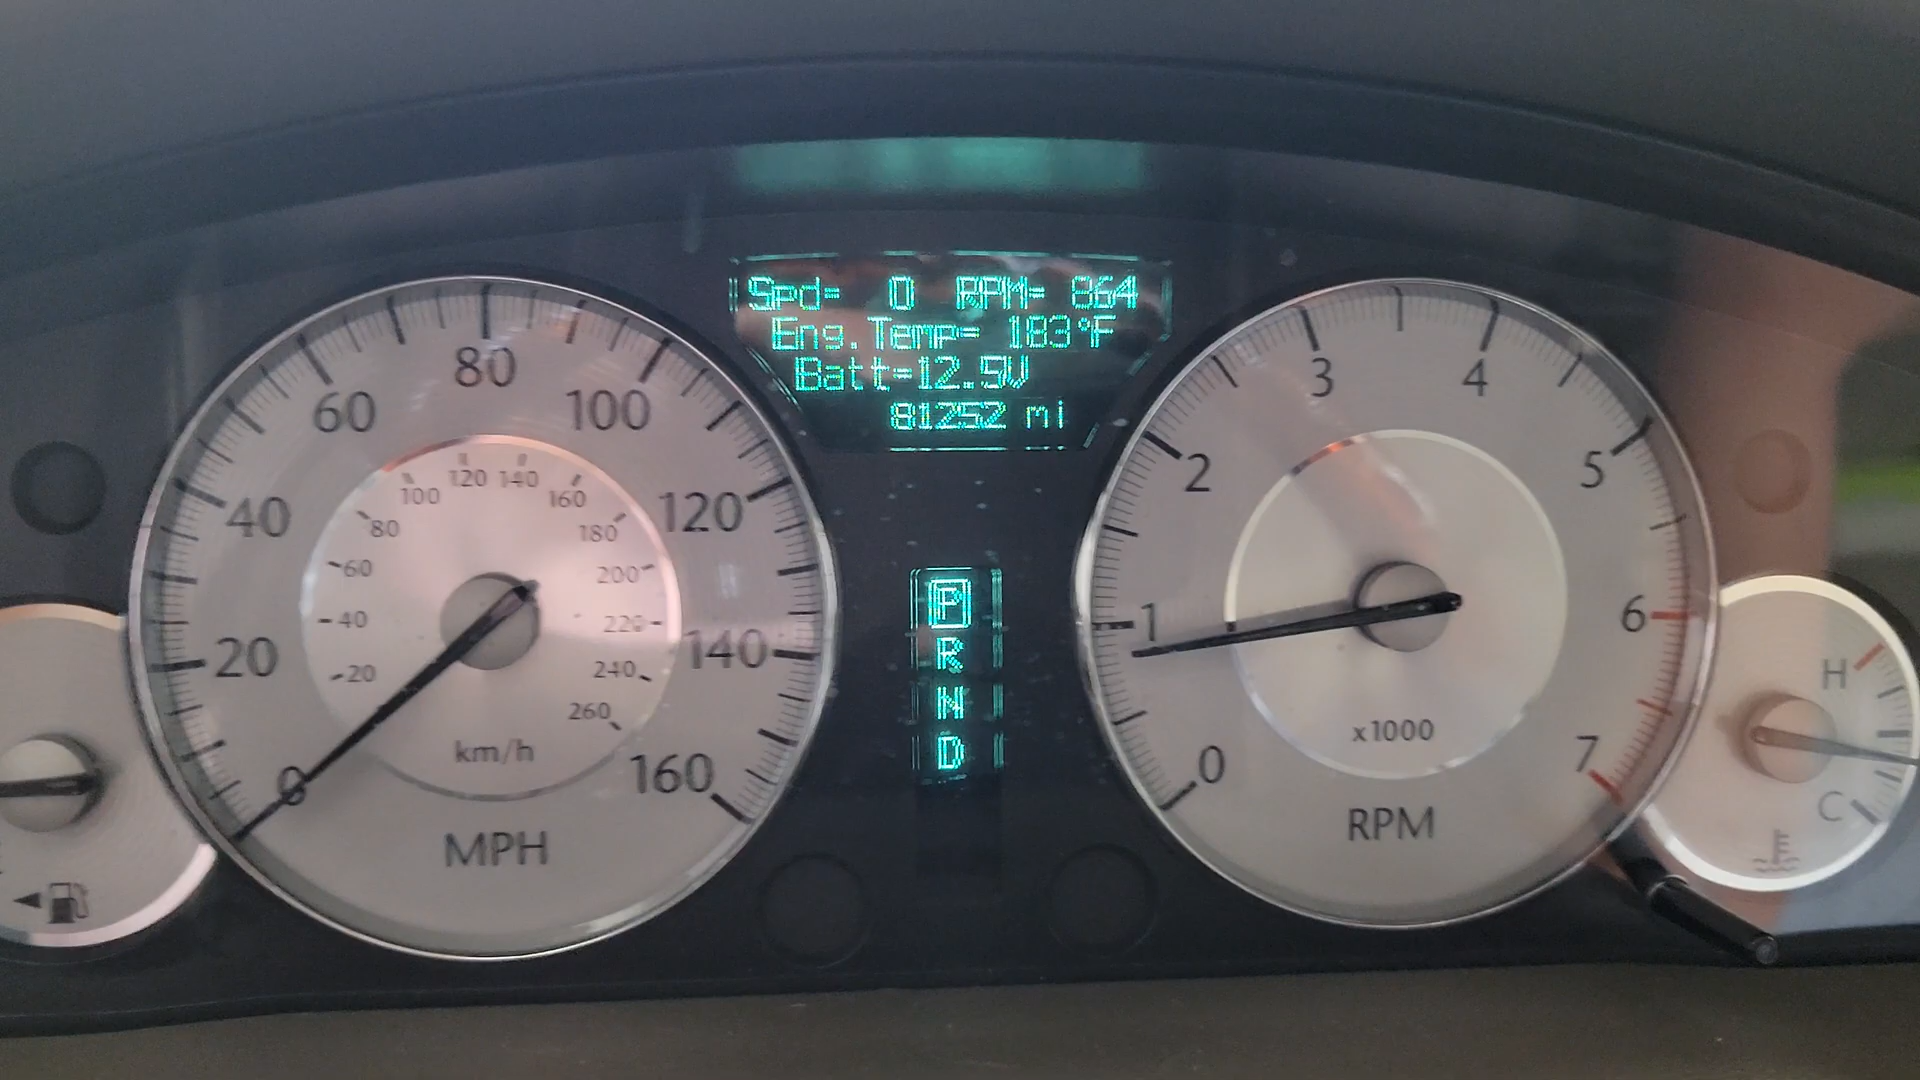 Spd= 0 RPM= 864
Eng.Temp= 183°F
Batt=12.9V
81252 mi
0
20
40
60
80
100
120
140
160
20
40
60
80
100
120
140
160
180
200
220
240
260
km/h
MPH
P
R
N
D
0
1
2
3
4
5
6
7
x1000
RPM
H
C